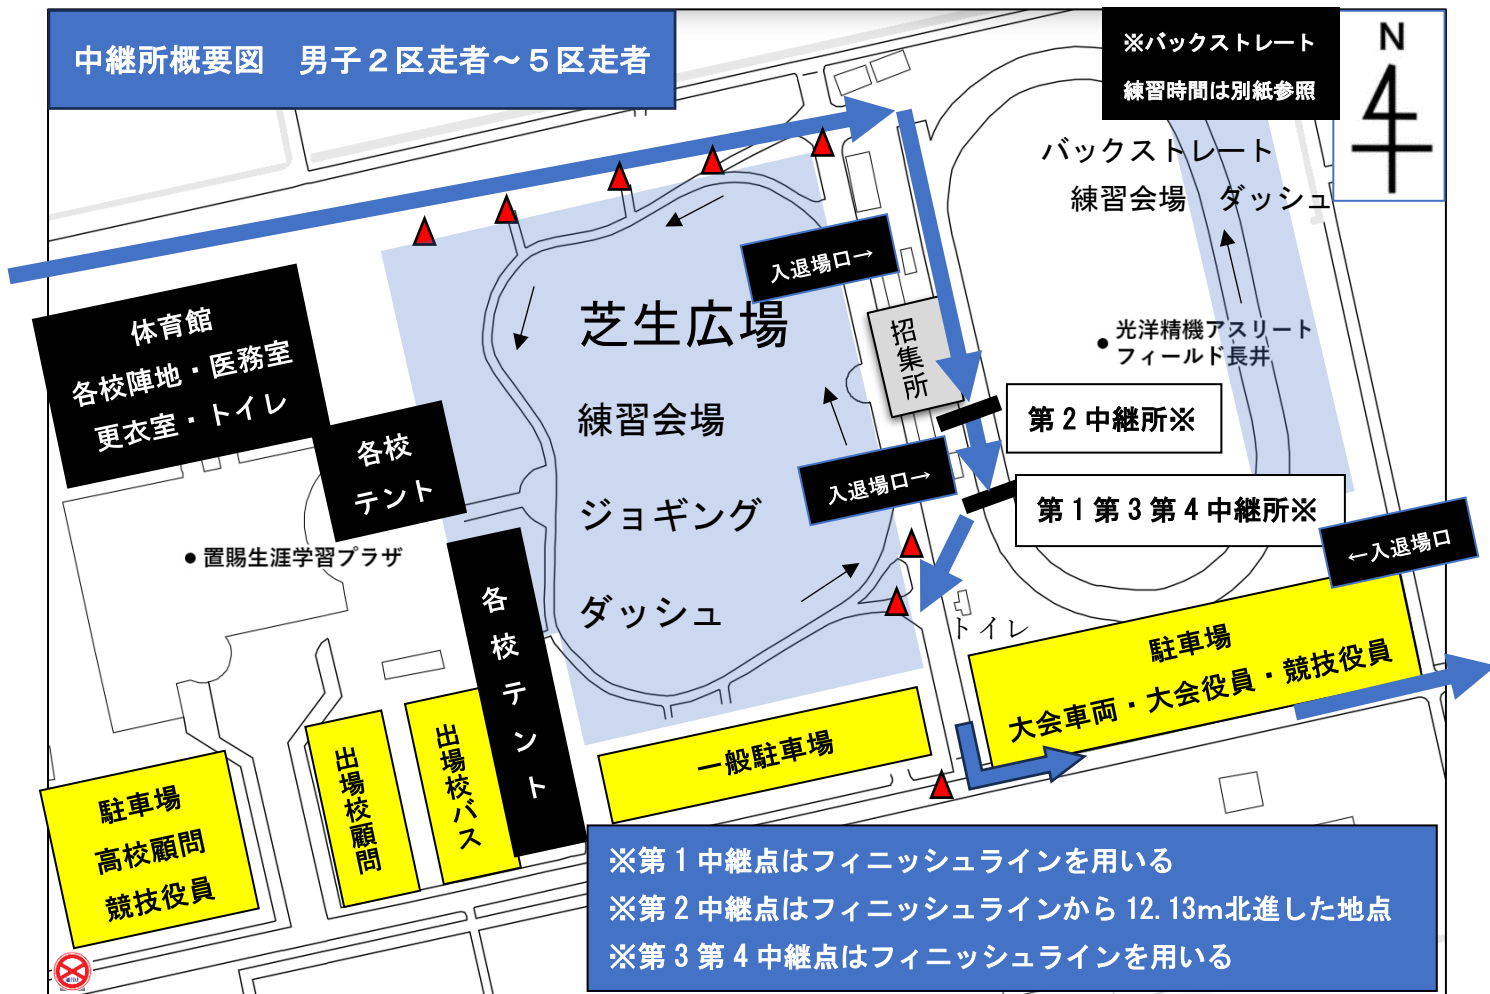 中継所概要図　男子２区走者～５区走者
※バックストレート
練習時間は別紙参照
N
バックストレート
練習会場　ダッシュ
入退場口→
芝生広場
練習会場
ジョギング
ダッシュ
招集所
光洋精機アスリート
フィールド長井
体育館
各校陣地・医務室
更衣室・トイレ
各校
テント
第２中継所※
入退場口→
第１第３第４中継所※
←入退場口
置賜生涯学習プラザ
各校テント
トイレ
駐車場
大会車両・大会役員・競技役員
一般駐車場
出場校バス
出場校顧問
駐車場
高校顧問
競技役員
※第１中継点はフィニッシュラインを用いる
※第２中継点はフィニッシュラインから 12.13m北進した地点
※第３第４中継点はフィニッシュラインを用いる